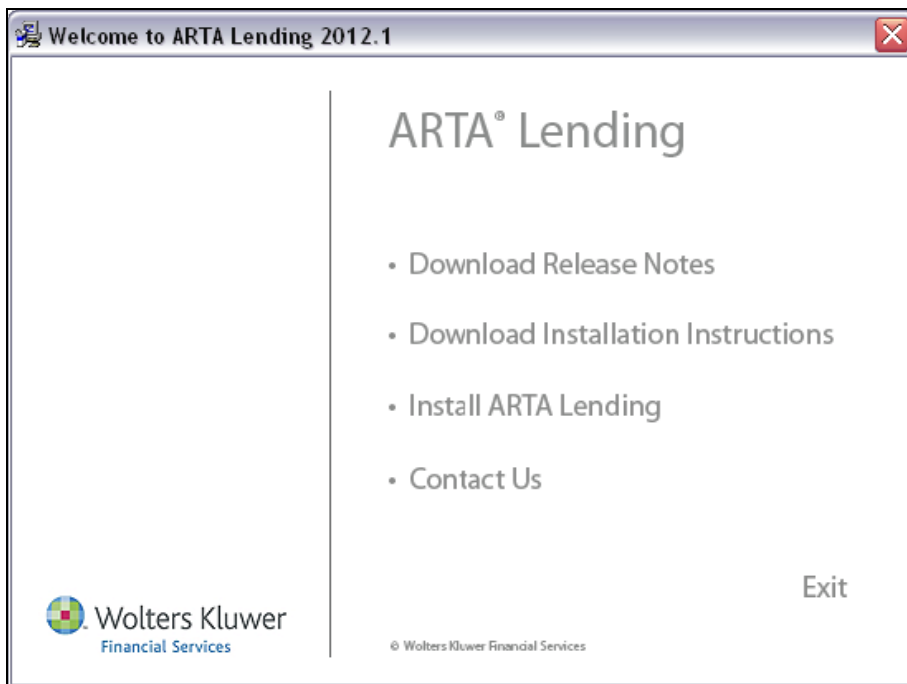 Welcome to ARTA Lending 2012.1
ARTA® Lending
• Download Release Notes
• Download Installation Instructions
• Install ARTA Lending
• Contact Us
Exit
Wolters Kluwer
Financial Services
© Wolters Kluwer Financial Services